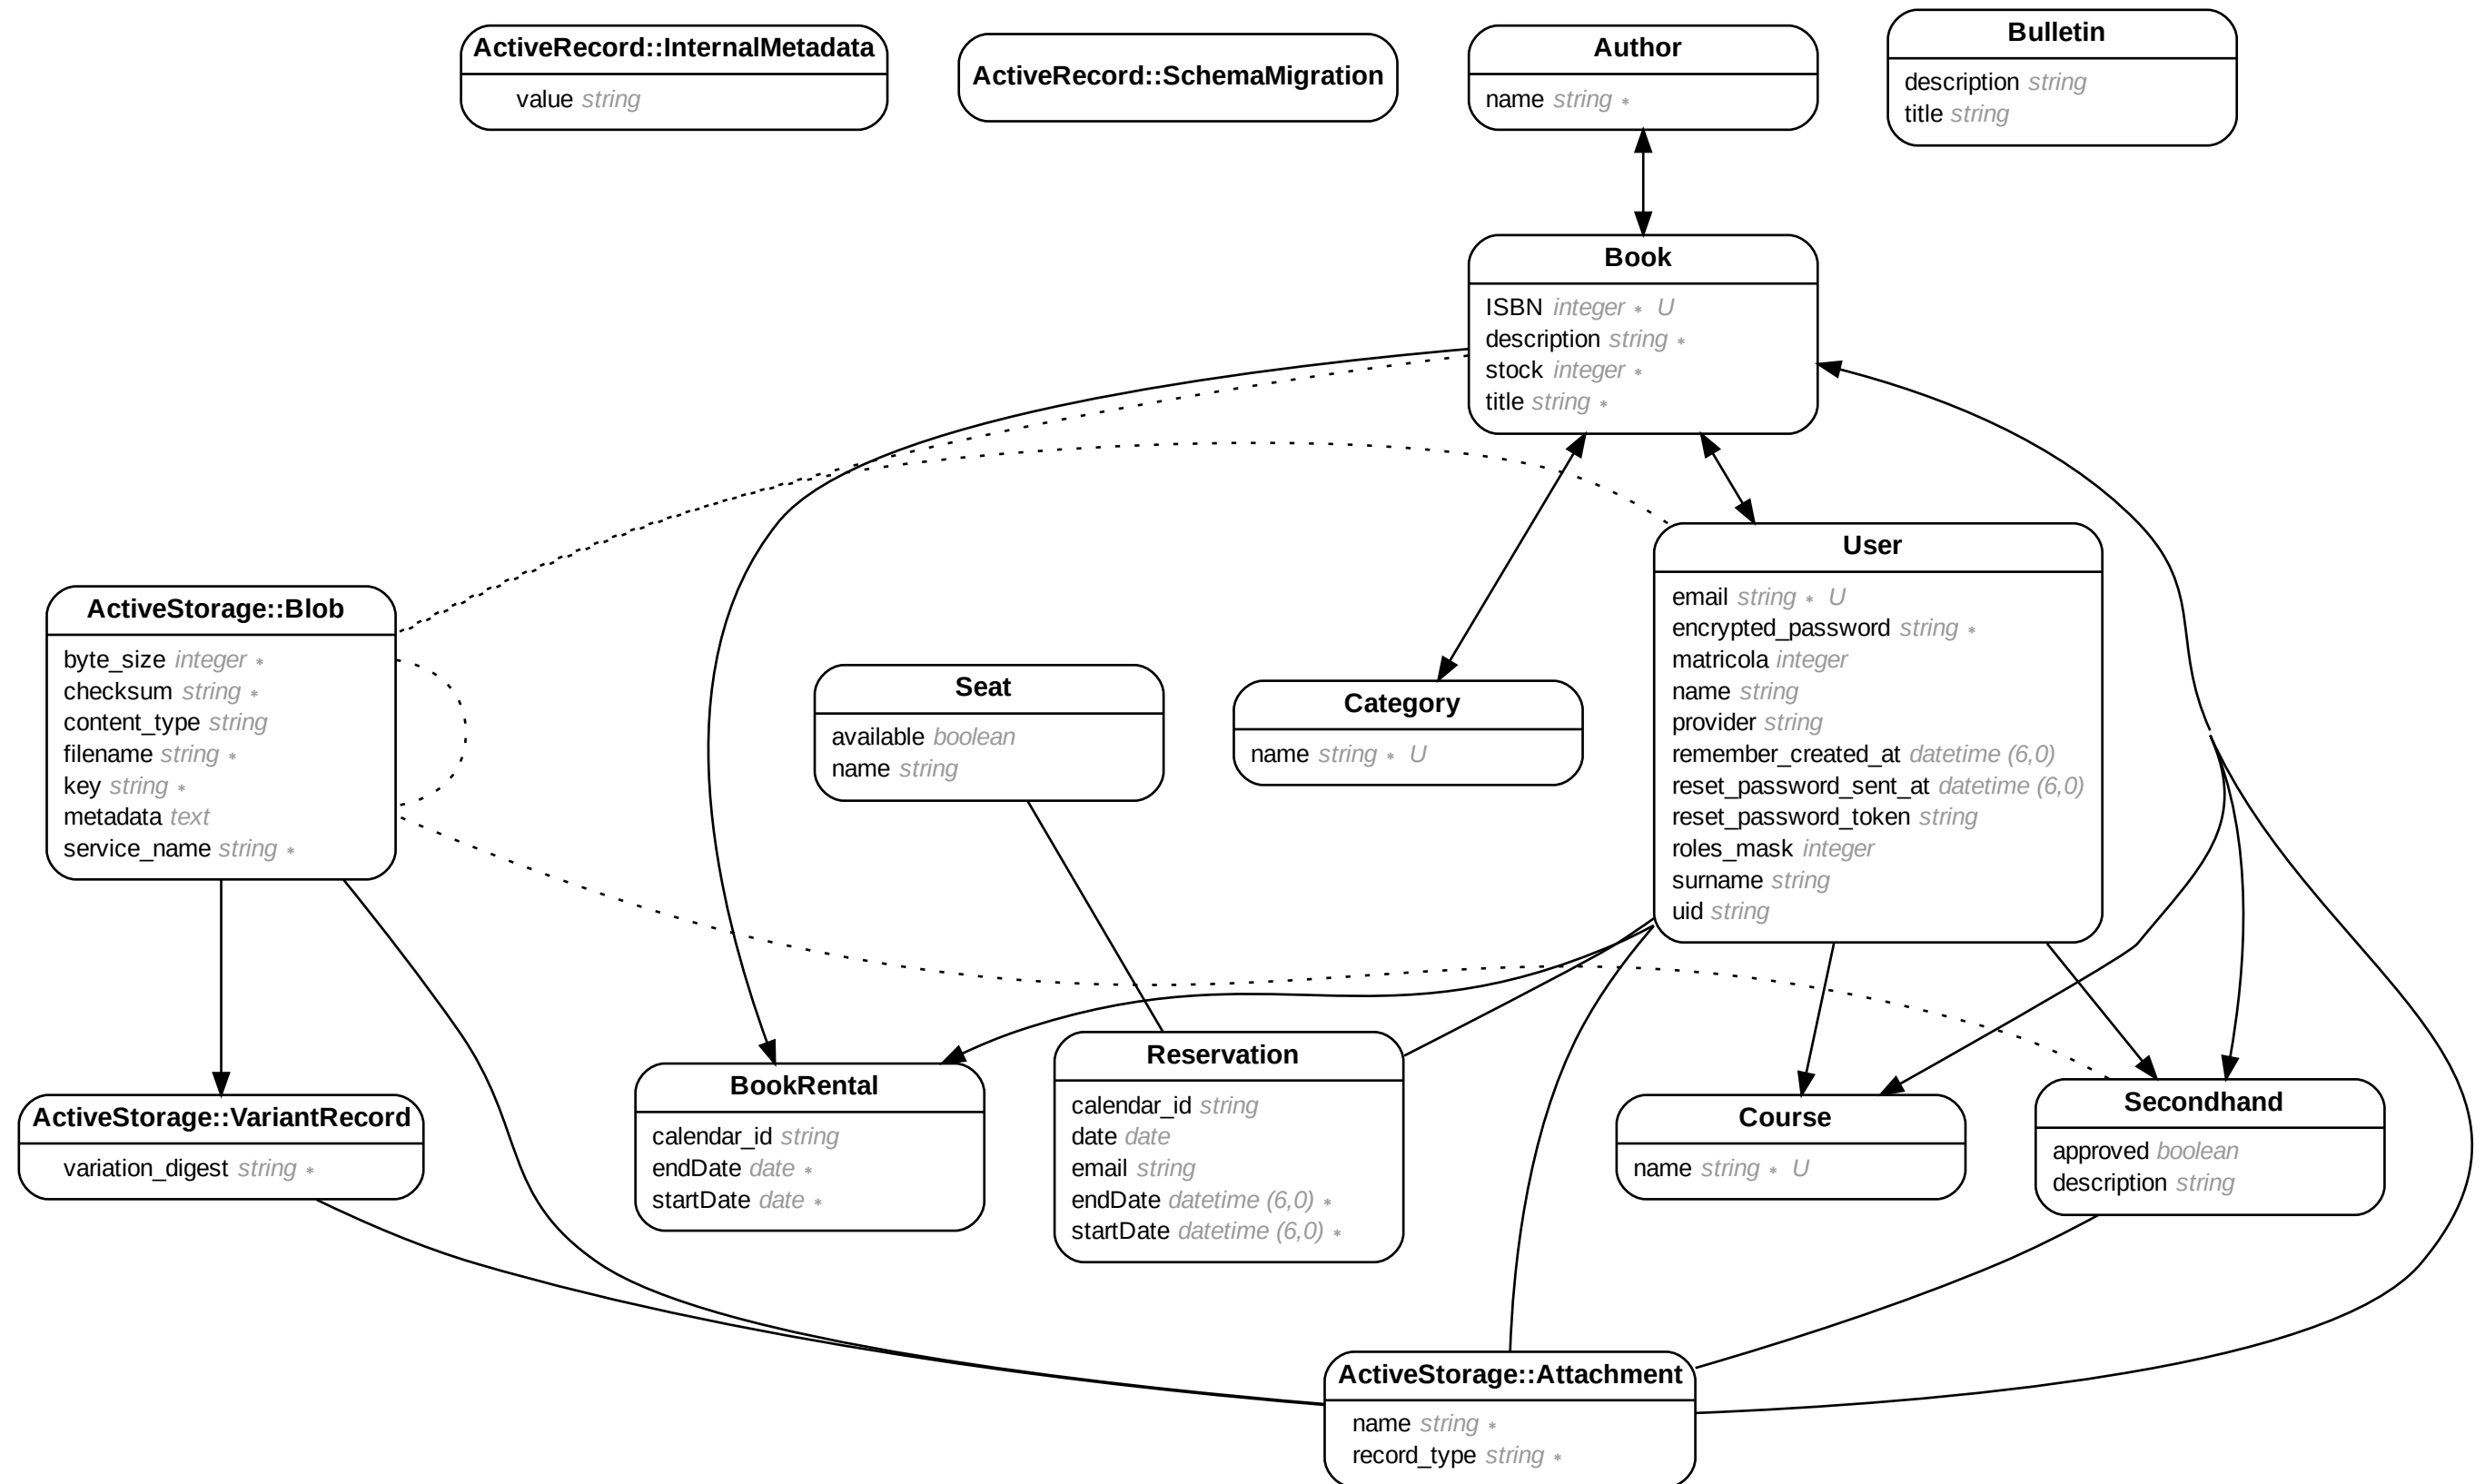 ActiveRecord::InternalMetadata
value string
ActiveRecord::SchemaMigration
Author
name string *
Bulletin
description string
title string
Book
ISBN integer * U
description string *
stock integer *
title string *
User
email string * U
encrypted_password string *
matricola integer
name string
provider string
remember_created_at datetime (6,0)
reset_password_sent_at datetime (6,0)
reset_password_token string
roles_mask integer
surname string
uid string
ActiveStorage::Blob
byte_size integer *
checksum string *
content_type string
filename string *
key string *
metadata text
service_name string *
Seat
available boolean
name string
Category
name string * U
ActiveStorage::VariantRecord
variation_digest string *
BookRental
calendar_id string
endDate date *
startDate date *
Reservation
calendar_id string
date date
email string
endDate datetime (6,0) *
startDate datetime (6,0) *
Course
name string * U
Secondhand
approved boolean
description string
ActiveStorage::Attachment
name string *
record_type string *